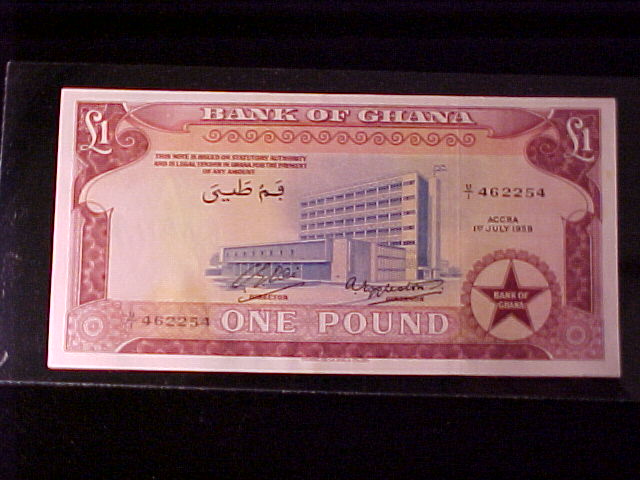 BANK OF GHANA
£1
£1
THIS NOTE IS ISSUED ON STATUTORY AUTHORITY
AND IS LEGAL TENDER IN GHANA FOR THE PAYMENT
OF ANY AMOUNT
فَمْ طَيْبَتِى
U/1 462254
ACCRA
1ST JULY 1958
DIRECTOR
DIRECTOR
BANK OF
GHANA
U/1 462254
ONE POUND